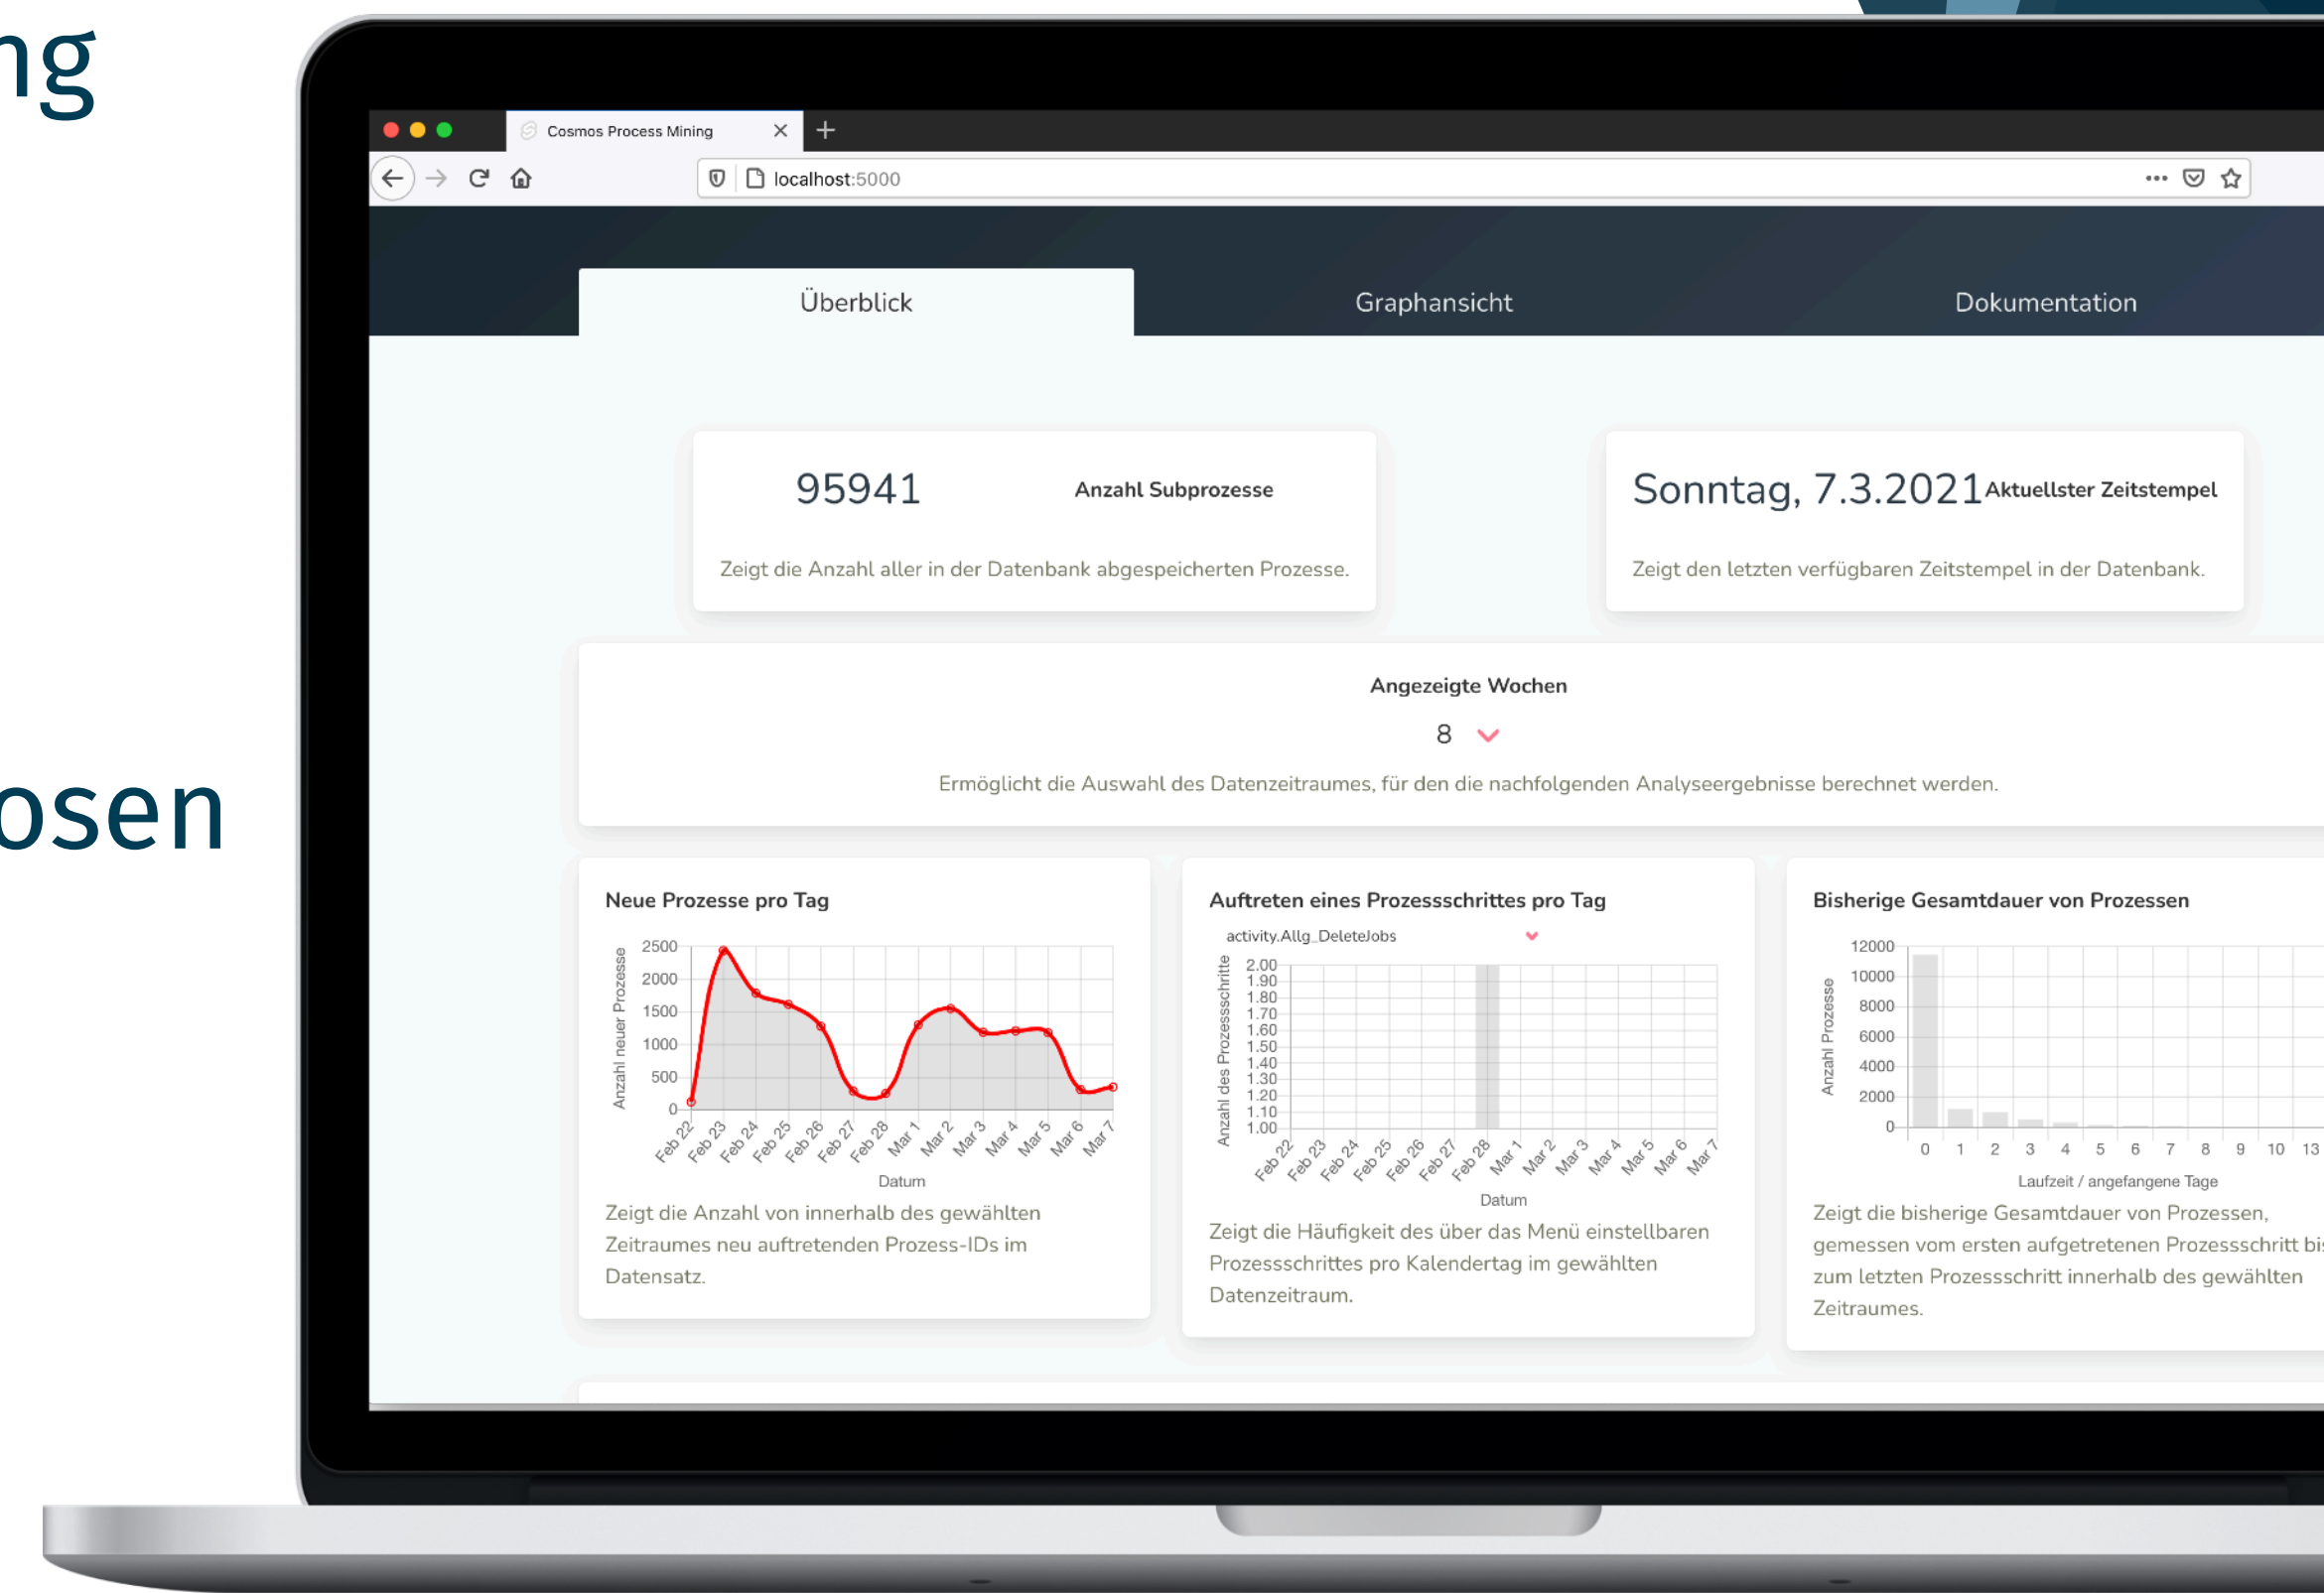 ng
osen
Cosmos Process Mining
localhost:5000
Überblick
Graphansicht
Dokumentation
95941
Anzahl Subprozesse
Zeigt die Anzahl aller in der Datenbank abgespeicherten Prozesse.
Sonntag, 7.3.2021
Aktuellster Zeitstempel
Zeigt den letzten verfügbaren Zeitstempel in der Datenbank.
Angezeigte Wochen
8
Ermöglicht die Auswahl des Datenzeitraumes, für den die nachfolgenden Analyseergebnisse berechnet werden.
Neue Prozesse pro Tag
Anzahl neuer Prozesse
2500
2000
1500
1000
500
0
Feb 22
Feb 23
Feb 24
Feb 25
Feb 26
Feb 27
Feb 28
Mar 1
Mar 2
Mar 3
Mar 4
Mar 5
Mar 6
Mar 7
Datum
Zeigt die Anzahl von innerhalb des gewählten
Zeitraumes neu auftretenden Prozess-IDs im
Datensatz.
Auftreten eines Prozessschrittes pro Tag
activity.Allg_DeleteJobs
Anzahl des Prozessschritte
2.00
1.90
1.80
1.70
1.60
1.50
1.40
1.30
1.20
1.10
1.00
Feb 22
Feb 23
Feb 24
Feb 25
Feb 26
Feb 27
Feb 28
Mar 1
Mar 2
Mar 3
Mar 4
Mar 5
Mar 6
Mar 7
Datum
Zeigt die Häufigkeit des über das Menü einstellbaren
Prozessschrittes pro Kalendertag im gewählten
Datenzeitraum.
Bisherige Gesamtdauer von Prozessen
Anzahl Prozesse
12000
10000
8000
6000
4000
2000
0
0 1 2 3 4 5 6 7 8 9 10 13
Laufzeit / angefangene Tage
Zeigt die bisherige Gesamtdauer von Prozessen,
gemessen vom ersten aufgetretenen Prozessschritt bis
zum letzten Prozessschritt innerhalb des gewählten
Zeitraumes.